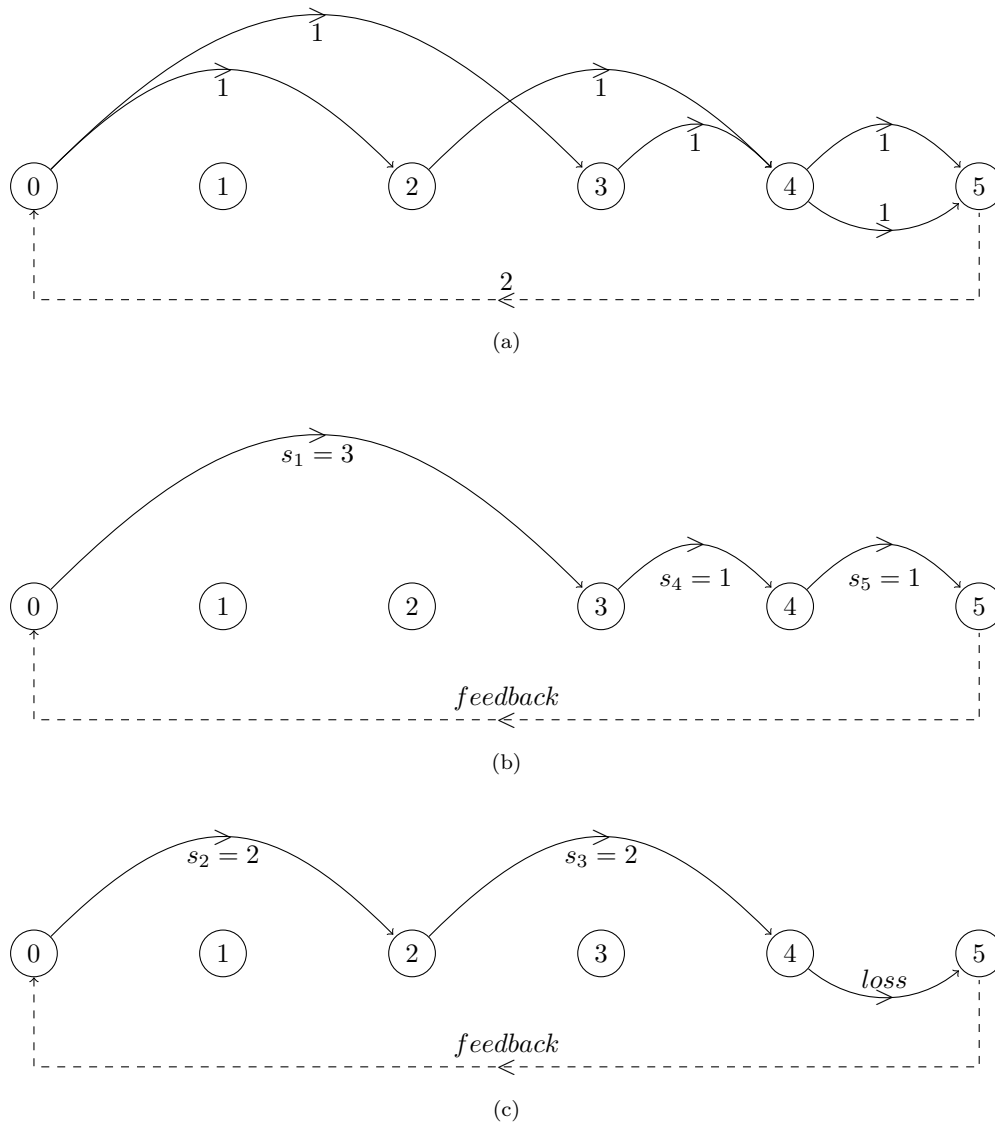 1
1 1
1 1
0 1 2 3 4 5
1
2
(a)
s₁ = 3
s₄ = 1 s₅ = 1
0 1 2 3 4 5
feedback
(b)
s₂ = 2 s₃ = 2
0 1 2 3 4 5
loss
feedback
(c)